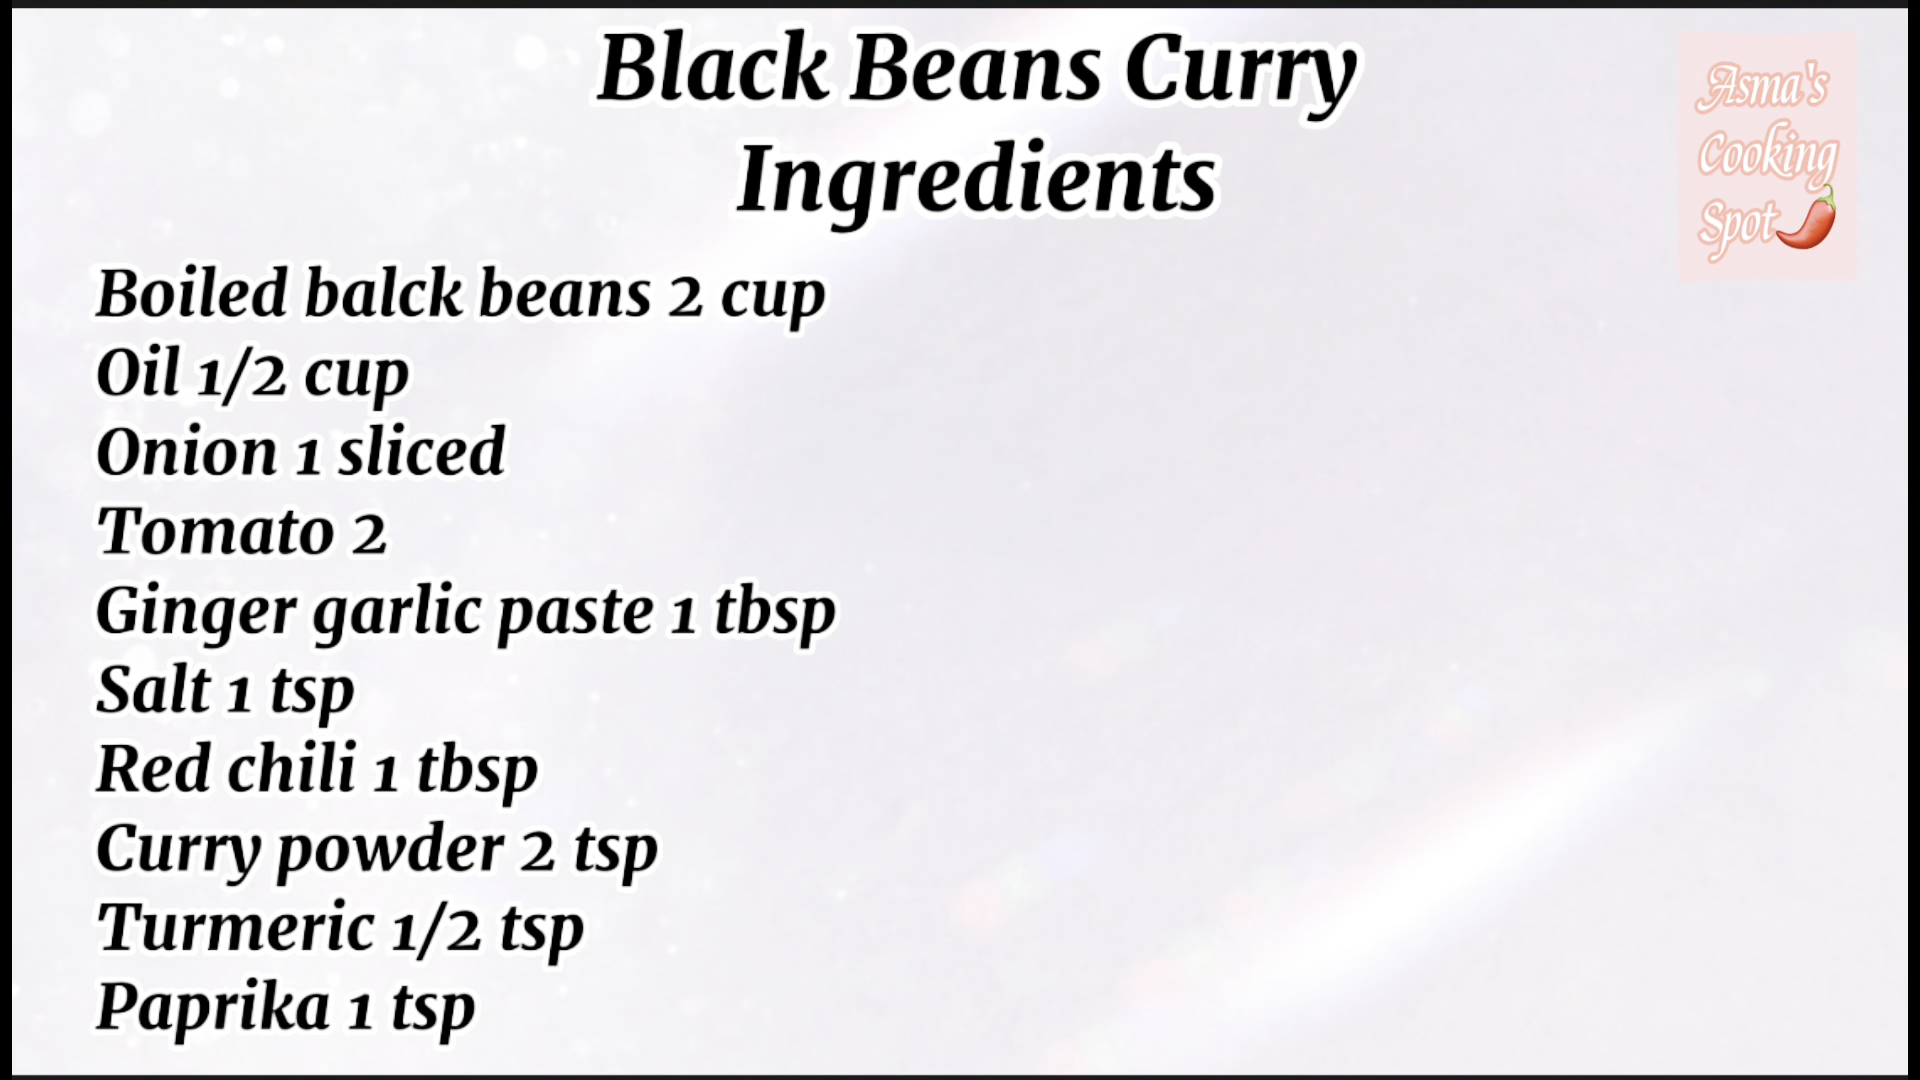 Black Beans Curry
Ingredients
Asma's
Cooking
Spot
Boiled balck beans 2 cup
Oil 1/2 cup
Onion 1 sliced
Tomato 2
Ginger garlic paste 1 tbsp
Salt 1 tsp
Red chili 1 tbsp
Curry powder 2 tsp
Turmeric 1/2 tsp
Paprika 1 tsp